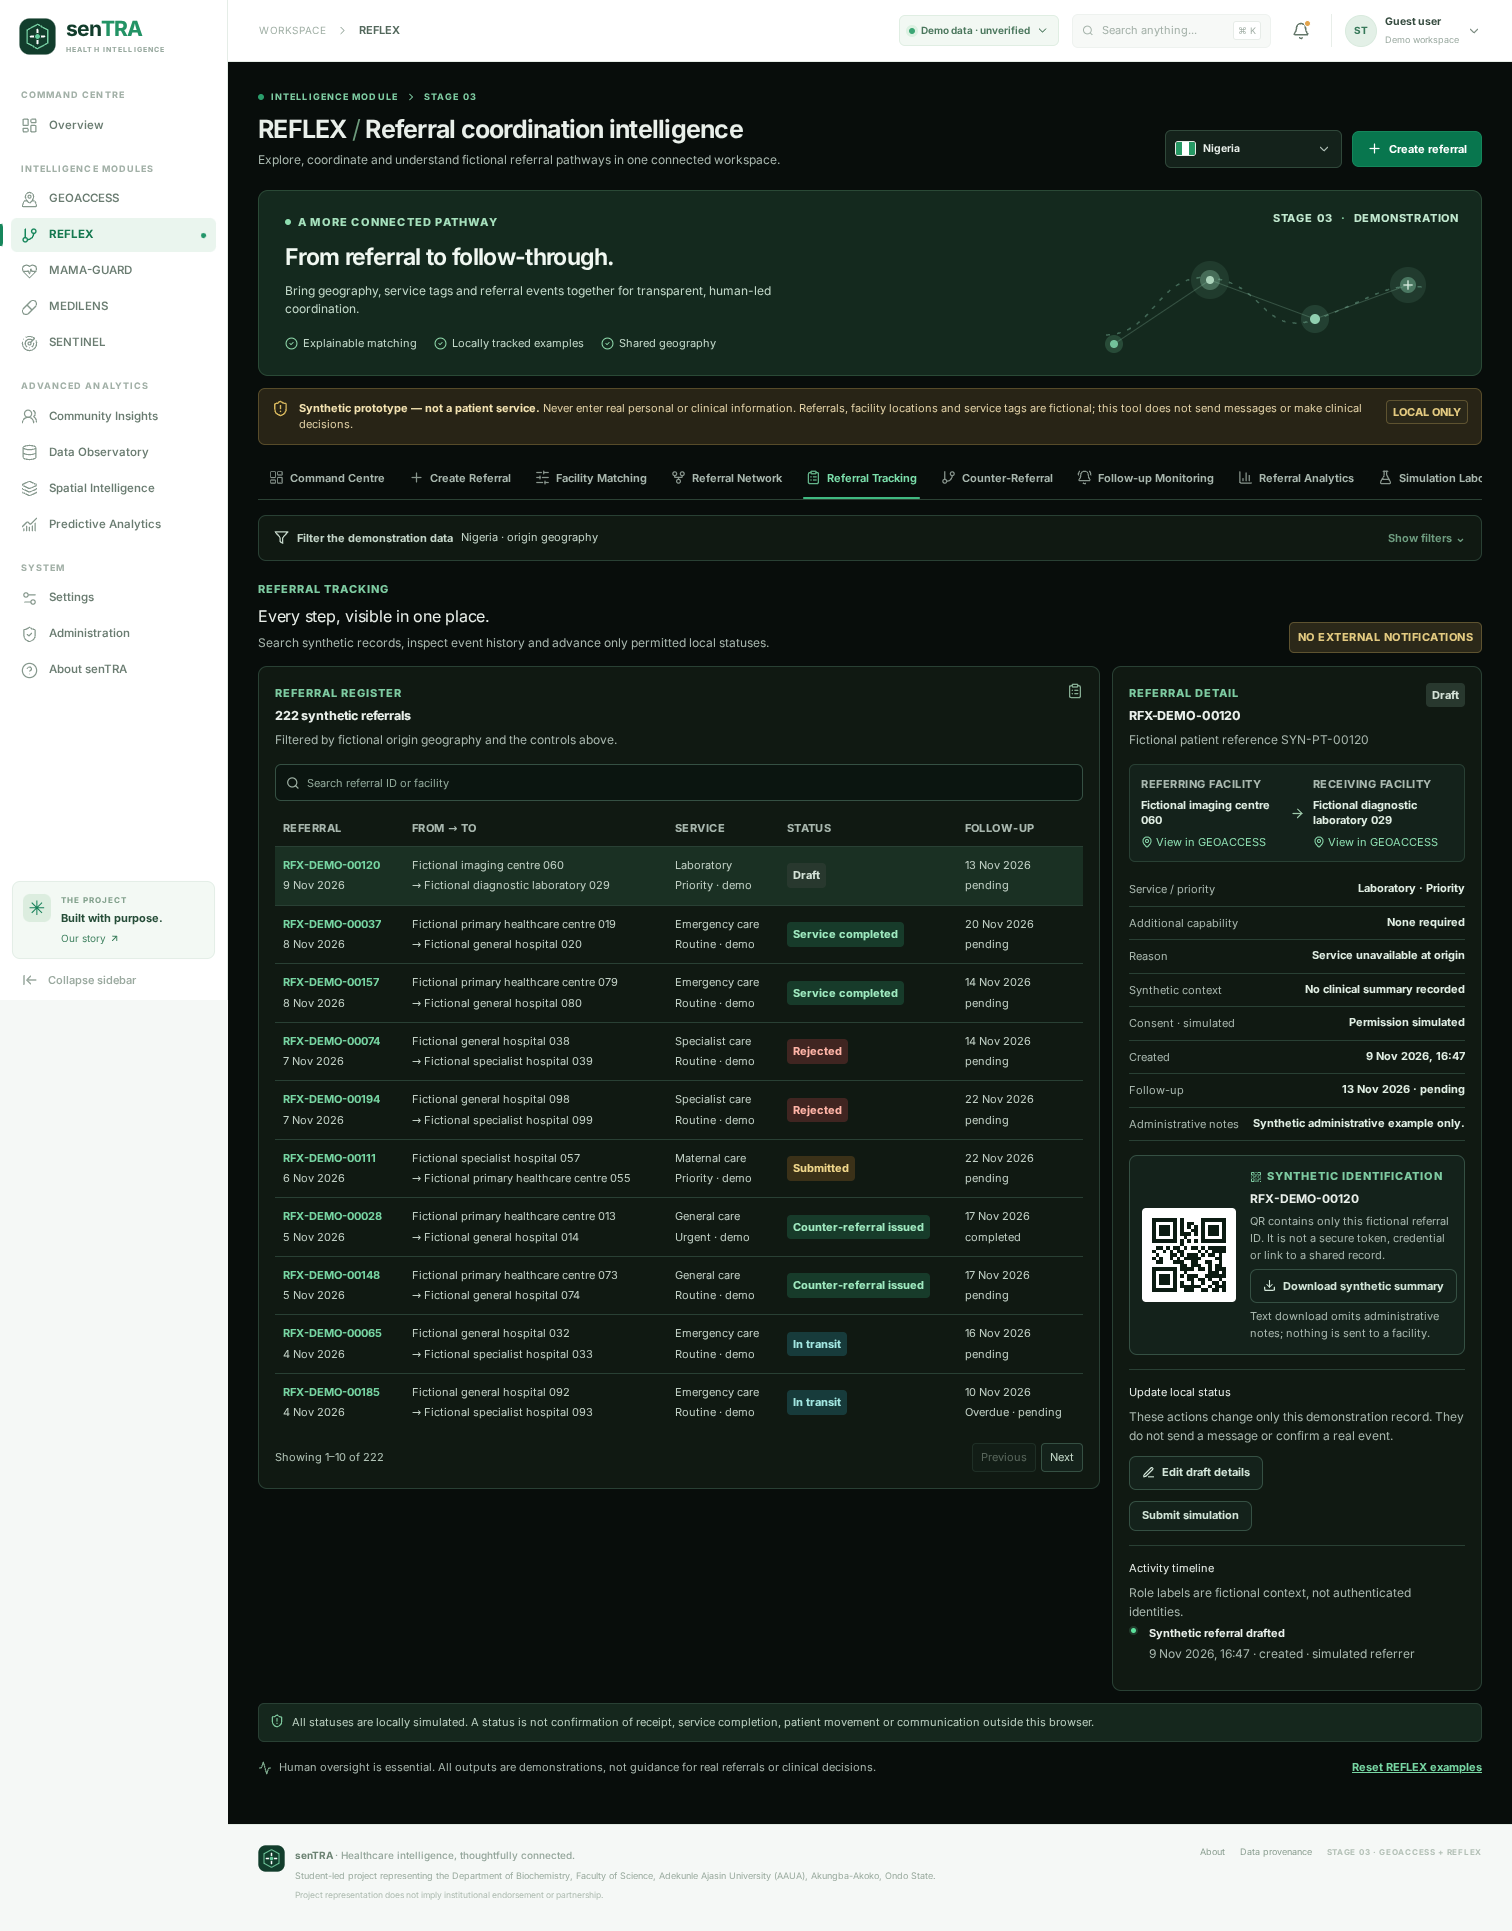 senTRA
HEALTH INTELLIGENCE
COMMAND CENTRE
Overview
INTELLIGENCE MODULES
GEOACCESS
REFLEX
MAMA-GUARD
MEDILENS
SENTINEL
ADVANCED ANALYTICS
Community Insights
Data Observatory
Spatial Intelligence
Predictive Analytics
SYSTEM
Settings
Administration
About senTRA
THE PROJECT
Built with purpose.
Our story ↗
Collapse sidebar
WORKSPACE > REFLEX
Demo data · unverified
Search anything...
⌘ K
ST
Guest user
Demo workspace
INTELLIGENCE MODULE > STAGE 03
REFLEX / Referral coordination intelligence
Explore, coordinate and understand fictional referral pathways in one connected workspace.
Nigeria
Create referral
A MORE CONNECTED PATHWAY
STAGE 03 · DEMONSTRATION
From referral to follow-through.
Bring geography, service tags and referral events together for transparent, human-led
coordination.
Explainable matching
Locally tracked examples
Shared geography
Synthetic prototype — not a patient service. Never enter real personal or clinical information. Referrals, facility locations and service tags are fictional; this tool does not send messages or make clinical
decisions.
LOCAL ONLY
Command Centre
Create Referral
Facility Matching
Referral Network
Referral Tracking
Counter-Referral
Follow-up Monitoring
Referral Analytics
Simulation Labo
Filter the demonstration data Nigeria · origin geography
Show filters
REFERRAL TRACKING
Every step, visible in one place.
Search synthetic records, inspect event history and advance only permitted local statuses.
NO EXTERNAL NOTIFICATIONS
REFERRAL REGISTER
222 synthetic referrals
Filtered by fictional origin geography and the controls above.
Search referral ID or facility
REFERRAL FROM → TO SERVICE STATUS FOLLOW-UP
RFX-DEMO-00120 Fictional imaging centre 060 Laboratory Draft 13 Nov 2026
9 Nov 2026 → Fictional diagnostic laboratory 029 Priority · demo pending
RFX-DEMO-00037 Fictional primary healthcare centre 019 Emergency care Service completed 20 Nov 2026
8 Nov 2026 → Fictional general hospital 020 Routine · demo pending
RFX-DEMO-00157 Fictional primary healthcare centre 079 Emergency care Service completed 14 Nov 2026
8 Nov 2026 → Fictional general hospital 080 Routine · demo pending
RFX-DEMO-00074 Fictional general hospital 038 Specialist care Rejected 14 Nov 2026
7 Nov 2026 → Fictional specialist hospital 039 Routine · demo pending
RFX-DEMO-00194 Fictional general hospital 098 Specialist care Rejected 22 Nov 2026
7 Nov 2026 → Fictional specialist hospital 099 Routine · demo pending
RFX-DEMO-00111 Fictional specialist hospital 057 Maternal care Submitted 22 Nov 2026
6 Nov 2026 → Fictional primary healthcare centre 055 Priority · demo pending
RFX-DEMO-00028 Fictional primary healthcare centre 013 General care Counter-referral issued 17 Nov 2026
5 Nov 2026 → Fictional general hospital 014 Urgent · demo completed
RFX-DEMO-00148 Fictional primary healthcare centre 073 General care Counter-referral issued 17 Nov 2026
5 Nov 2026 → Fictional general hospital 074 Routine · demo pending
RFX-DEMO-00065 Fictional general hospital 032 Emergency care In transit 16 Nov 2026
4 Nov 2026 → Fictional specialist hospital 033 Routine · demo pending
RFX-DEMO-00185 Fictional general hospital 092 Emergency care In transit 10 Nov 2026
4 Nov 2026 → Fictional specialist hospital 093 Routine · demo Overdue · pending
Showing 1–10 of 222
Previous
Next
REFERRAL DETAIL
Draft
RFX-DEMO-00120
Fictional patient reference SYN-PT-00120
REFERRING FACILITY
Fictional imaging centre
060
View in GEOACCESS
→
RECEIVING FACILITY
Fictional diagnostic
laboratory 029
View in GEOACCESS
Service / priority Laboratory · Priority
Additional capability None required
Reason Service unavailable at origin
Synthetic context No clinical summary recorded
Consent · simulated Permission simulated
Created 9 Nov 2026, 16:47
Follow-up 13 Nov 2026 · pending
Administrative notes Synthetic administrative example only.
SYNTHETIC IDENTIFICATION
RFX-DEMO-00120
QR contains only this fictional referral
ID. It is not a secure token, credential
or link to a shared record.
Download synthetic summary
Text download omits administrative
notes; nothing is sent to a facility.
Update local status
These actions change only this demonstration record. They
do not send a message or confirm a real event.
Edit draft details
Submit simulation
Activity timeline
Role labels are fictional context, not authenticated
identities.
Synthetic referral drafted
9 Nov 2026, 16:47 · created · simulated referrer
All statuses are locally simulated. A status is not confirmation of receipt, service completion, patient movement or communication outside this browser.
Human oversight is essential. All outputs are demonstrations, not guidance for real referrals or clinical decisions.
Reset REFLEX examples
senTRA · Healthcare intelligence, thoughtfully connected.
Student-led project representing the Department of Biochemistry, Faculty of Science, Adekunle Ajasin University (AAUA), Akungba-Akoko, Ondo State.
Project representation does not imply institutional endorsement or partnership.
About
Data provenance
STAGE 03 · GEOACCESS + REFLEX